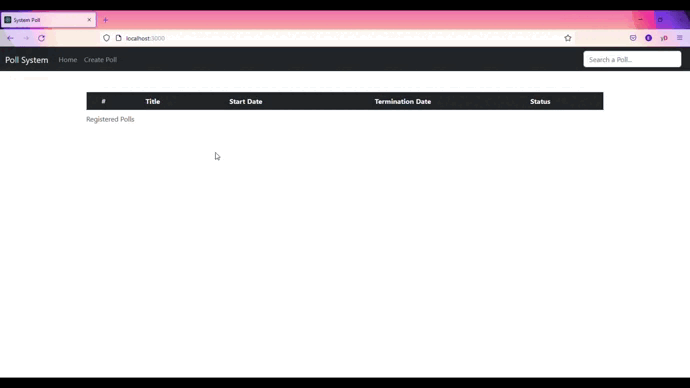 System Poll
localhost:3000
yD
Poll System Home Create Poll Search a Poll...
# Title Start Date Termination Date Status
Registered Polls